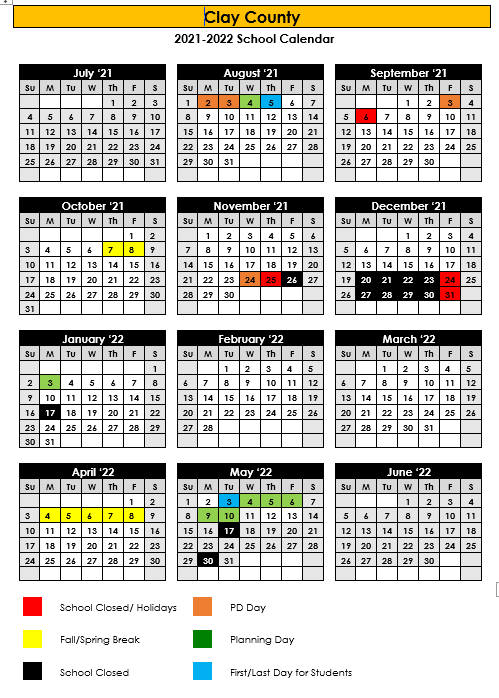 Clay County
2021-2022 School Calendar
July '21
Su M Tu W Th F S
1 2 3
4 5 6 7 8 9 10
11 12 13 14 15 16 17
18 19 20 21 22 23 24
25 26 27 28 29 30 31
August '21
Su M Tu W Th F S
1 2 3 4 5 6 7
8 9 10 11 12 13 14
15 16 17 18 19 20 21
22 23 24 25 26 27 28
29 30 31
September '21
Su M Tu W Th F S
1 2 3 4
5 6 7 8 9 10 11
12 13 14 15 16 17 18
19 20 21 22 23 24 25
26 27 28 29 30
October '21
Su M Tu W Th F S
1 2
3 4 5 6 7 8 9
10 11 12 13 14 15 16
17 18 19 20 21 22 23
24 25 26 27 28 29 30
31
November '21
Su M Tu W Th F S
1 2 3 4 5 6
7 8 9 10 11 12 13
14 15 16 17 18 19 20
21 22 23 24 25 26 27
28 29 30
December '21
Su M Tu W Th F S
1 2 3 4
5 6 7 8 9 10 11
12 13 14 15 16 17 18
19 20 21 22 23 24 25
26 27 28 29 30 31
January '22
Su M Tu W Th F S
1
2 3 4 5 6 7 8
9 10 11 12 13 14 15
16 17 18 19 20 21 22
23 24 25 26 27 28 29
30 31
February '22
Su M Tu W Th F S
1 2 3 4 5
6 7 8 9 10 11 12
13 14 15 16 17 18 19
20 21 22 23 24 25 26
27 28
March '22
Su M Tu W Th F S
1 2 3 4 5
6 7 8 9 10 11 12
13 14 15 16 17 18 19
20 21 22 23 24 25 26
27 28 29 30 31
April '22
Su M Tu W Th F S
1 2
3 4 5 6 7 8 9
10 11 12 13 14 15 16
17 18 19 20 21 22 23
24 25 26 27 28 29 30
May '22
Su M Tu W Th F S
1 2 3 4 5 6 7
8 9 10 11 12 13 14
15 16 17 18 19 20 21
22 23 24 25 26 27 28
29 30 31
June '22
Su M Tu W Th F S
1 2 3 4
5 6 7 8 9 10 11
12 13 14 15 16 17 18
19 20 21 22 23 24 25
26 27 28 29 30
School Closed/ Holidays
PD Day
Fall/Spring Break
Planning Day
School Closed
First/Last Day for Students